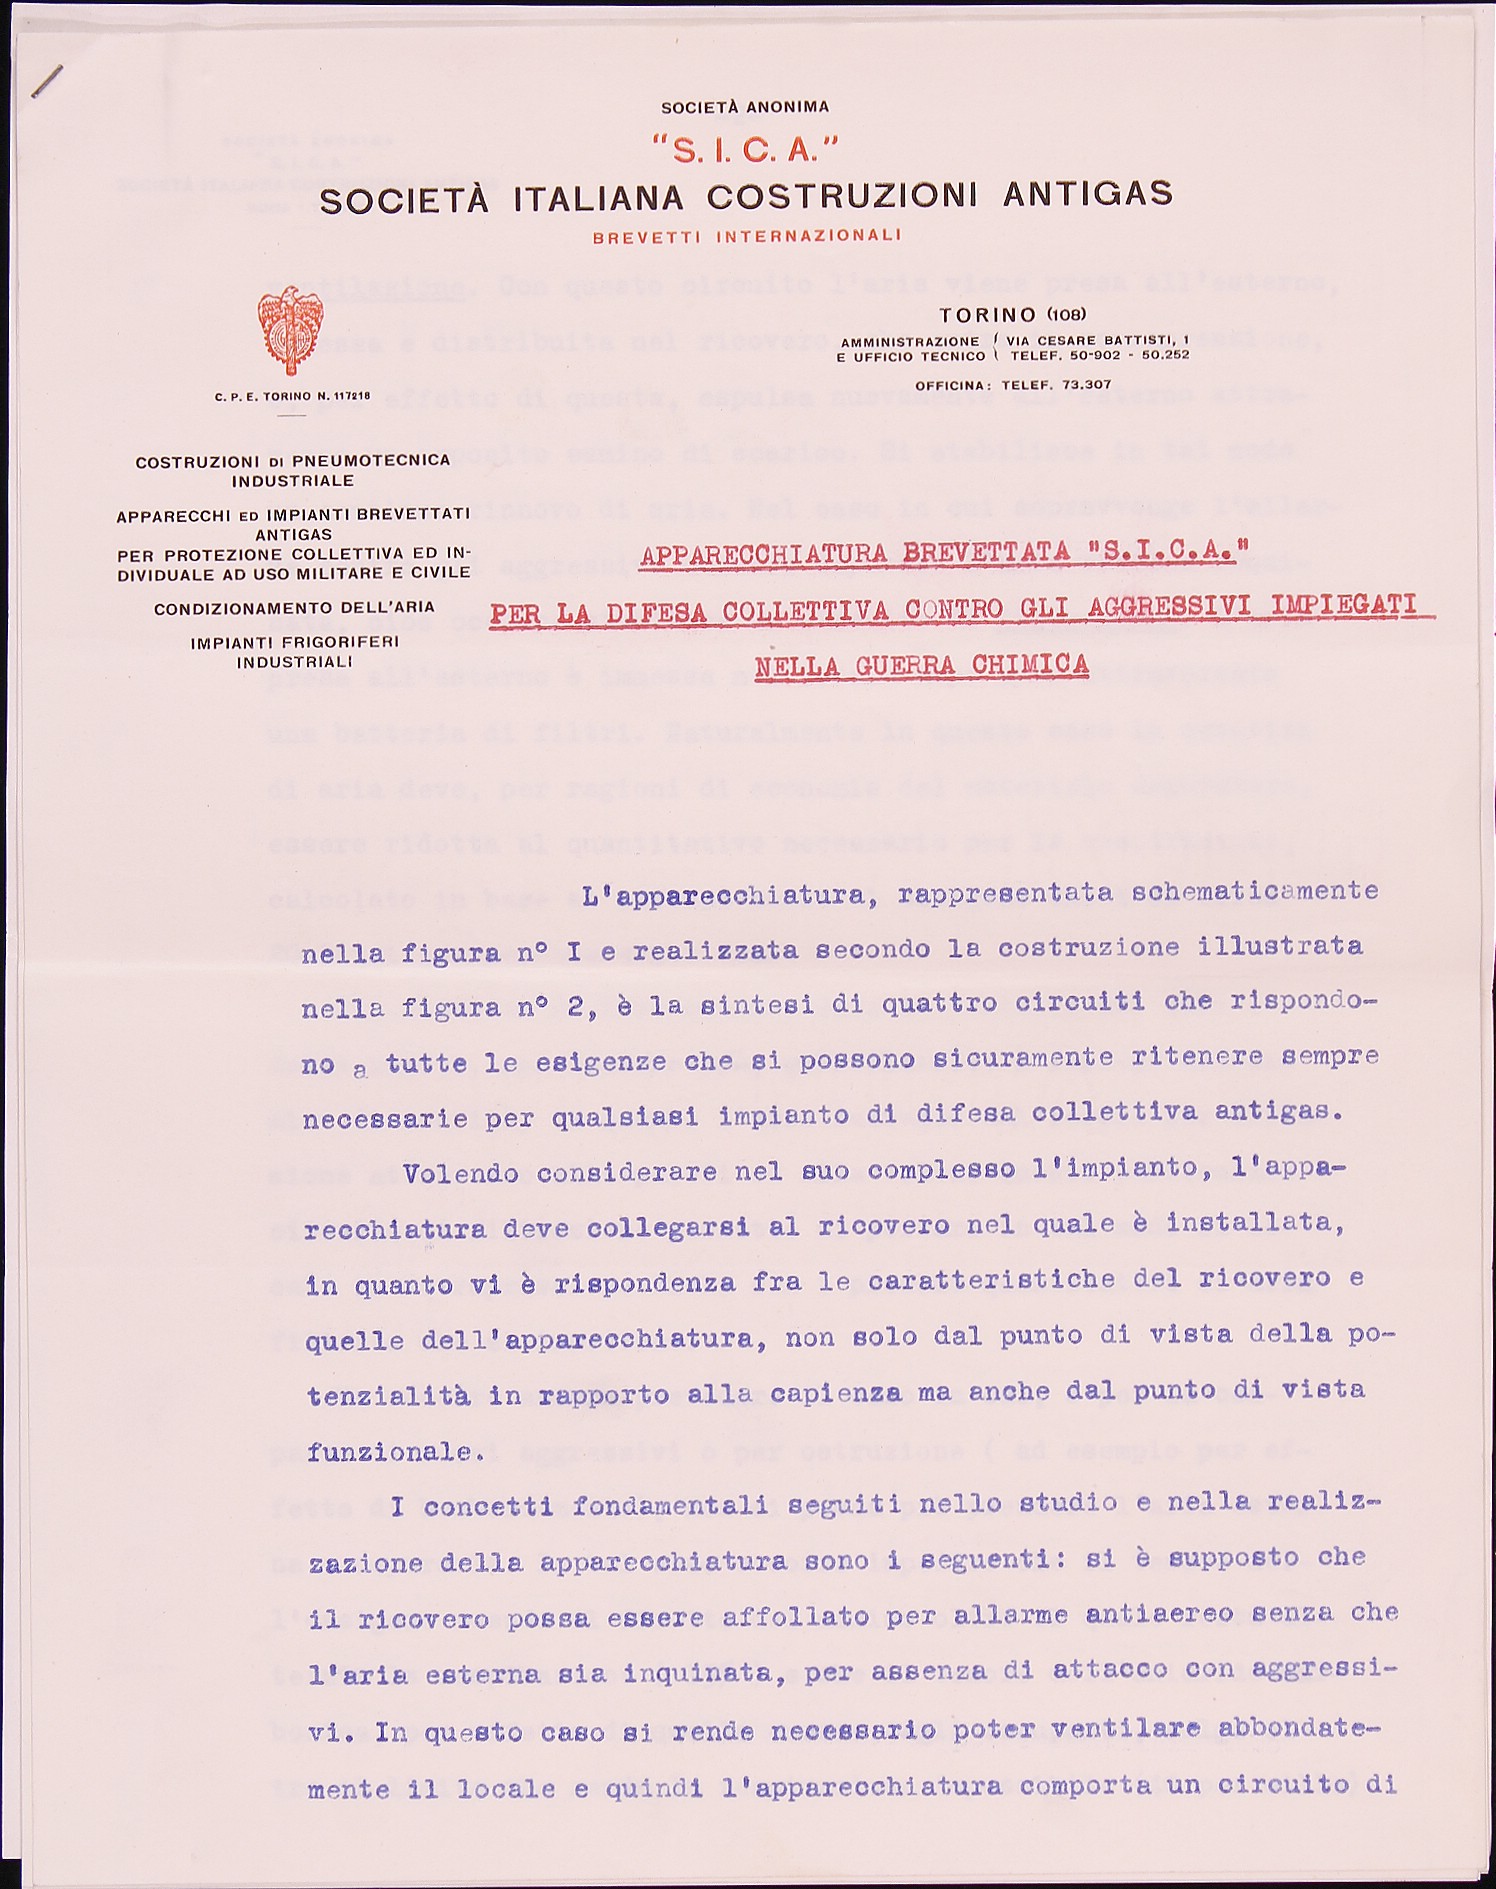 SOCIETÀ ANONIMA
"S. I. C. A."
SOCIETÀ ITALIANA COSTRUZIONI ANTIGAS
BREVETTI INTERNAZIONALI
C. P. E. TORINO N. 117218
TORINO (108)
AMMINISTRAZIONE ( VIA CESARE BATTISTI, 1
E UFFICIO TECNICO ( TELEF. 50-902 - 50.252
OFFICINA: TELEF. 73.307
COSTRUZIONI DI PNEUMOTECNICA
INDUSTRIALE
APPARECCHI ED IMPIANTI BREVETTATI
ANTIGAS
PER PROTEZIONE COLLETTIVA ED IN-
DIVIDUALE AD USO MILITARE E CIVILE
CONDIZIONAMENTO DELL'ARIA
IMPIANTI FRIGORIFERI
INDUSTRIALI
APPARECCHIATURA BREVETTATA "S.I.C.A."
PER LA DIFESA COLLETTIVA CONTRO GLI AGGRESSIVI IMPIEGATI
NELLA GUERRA CHIMICA
L'apparecchiatura, rappresentata schematicamente
nella figura n° I e realizzata secondo la costruzione illustrata
nella figura n° 2, è la sintesi di quattro circuiti che rispondo-
no a tutte le esigenze che si possono sicuramente ritenere sempre
necessarie per qualsiasi impianto di difesa collettiva antigas.
Volendo considerare nel suo complesso l'impianto, l'appa-
recchiatura deve collegarsi al ricovero nel quale è installata,
in quanto vi è rispondenza fra le caratteristiche del ricovero e
quelle dell'apparecchiatura, non solo dal punto di vista della po-
tenzialità in rapporto alla capienza ma anche dal punto di vista
funzionale.
I concetti fondamentali seguiti nello studio e nella realiz-
zazione della apparecchiatura sono i seguenti: si è supposto che
il ricovero possa essere affollato per allarme antiaereo senza che
l'aria esterna sia inquinata, per assenza di attacco con aggressi-
vi. In questo caso si rende necessario poter ventilare abbondate-
mente il locale e quindi l'apparecchiatura comporta un circuito di